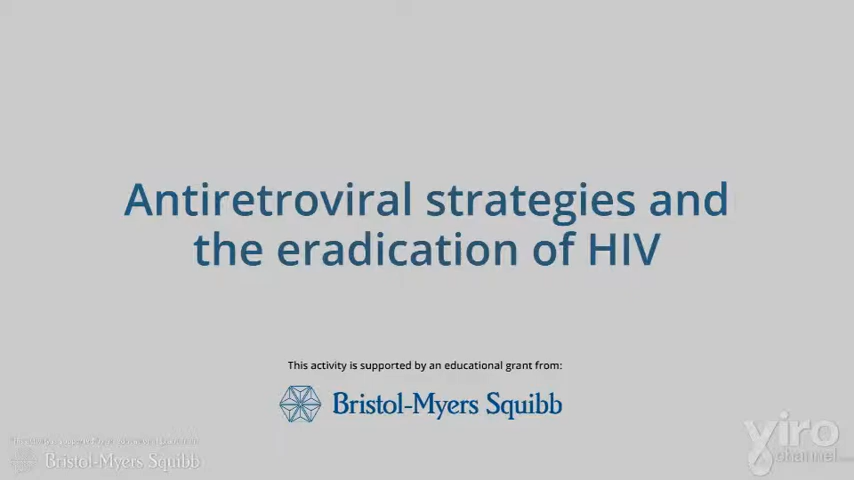 Antiretroviral strategies and
the eradication of HIV
This activity is supported by an educational grant from:
Bristol-Myers Squibb
Bristol-Myers Squibb
viro
channel